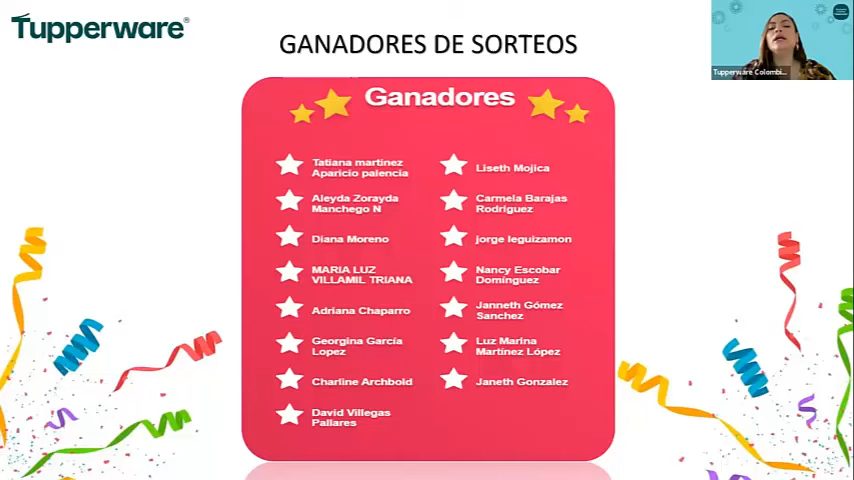 Tupperware®
GANADORES DE SORTEOS
Tupperware Colombi...
Ganadores
Tatiana martinez
Aparicio palencia
Aleyda Zorayda
Manchego N
Diana Moreno
MARIA LUZ
VILLAMIL TRIANA
Adriana Chaparro
Georgina García
Lopez
Charline Archbold
David Villegas
Pallares
Liseth Mojica
Carmela Barajas
Rodríguez
jorge leguizamon
Nancy Escobar
Domínguez
Janneth Gómez
Sanchez
Luz Marina
Martínez López
Janeth Gonzalez